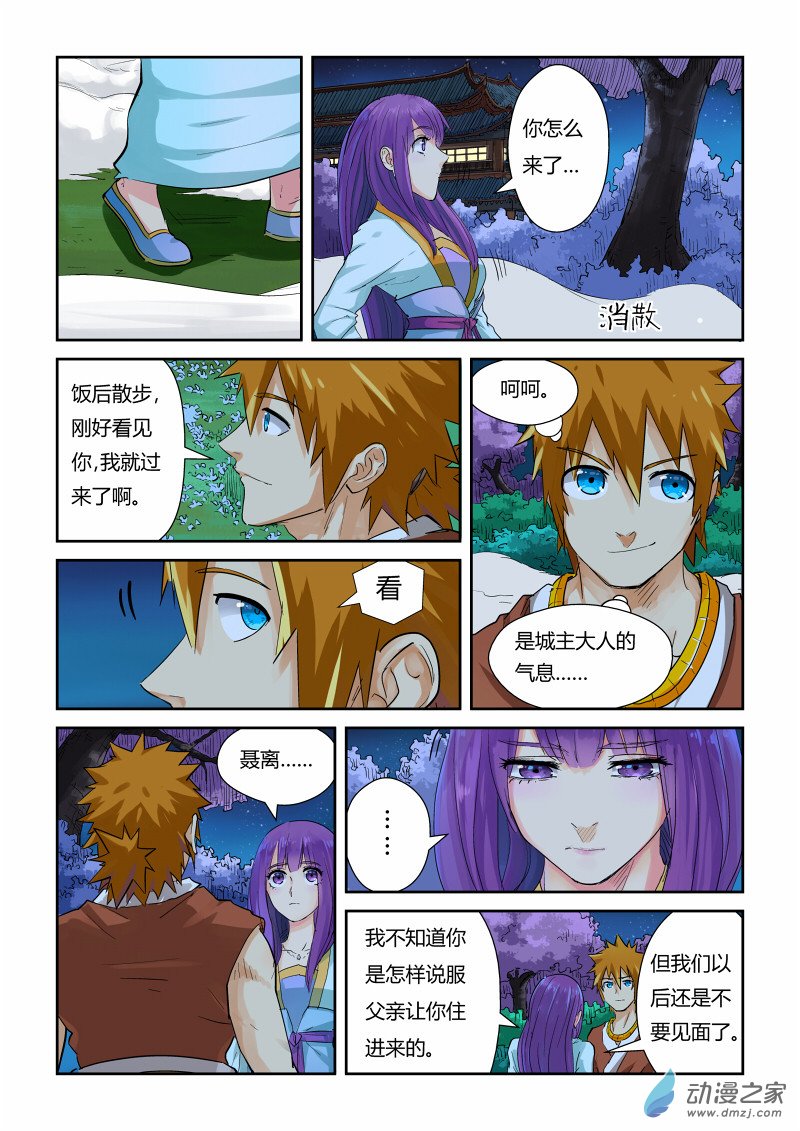 你怎么
来了…
消散
饭后散步，
刚好看见
你，我就过
来了啊。
呵呵。
是城主大人的
气息……
看
聂离……
……
我不知道你
是怎样说服
父亲让你住
进来的。
但我们以
后还是不
要见面了。
动漫之家
www.dmzj.com